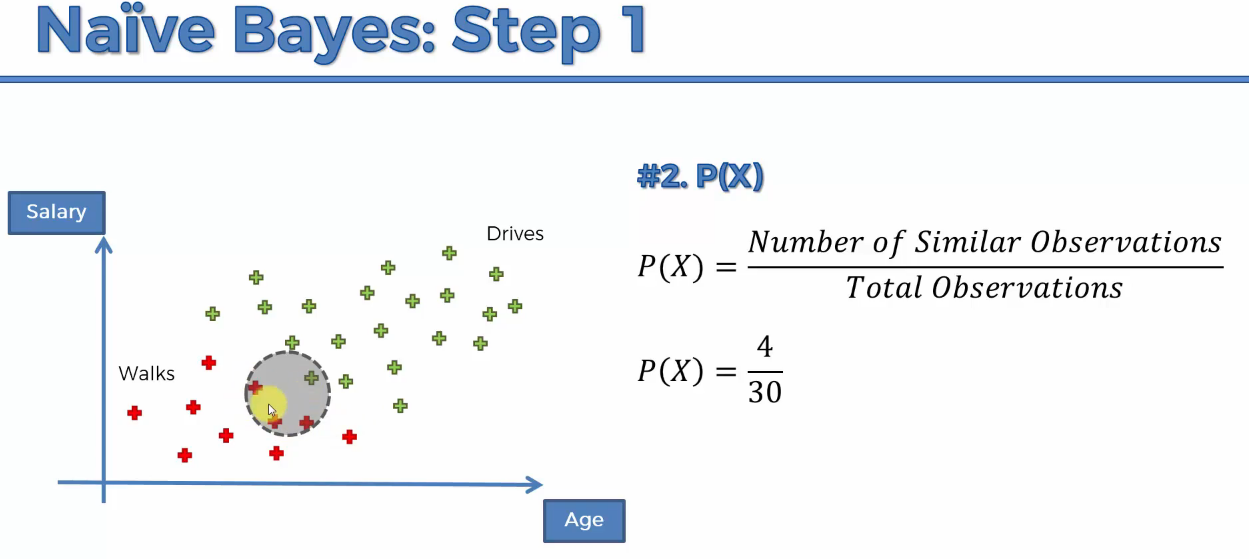 Naïve Bayes: Step 1
#2. P(X)
Salary
Drives
P(X) = Number of Similar Observations / Total Observations
Walks
P(X) = 4 / 30
Age